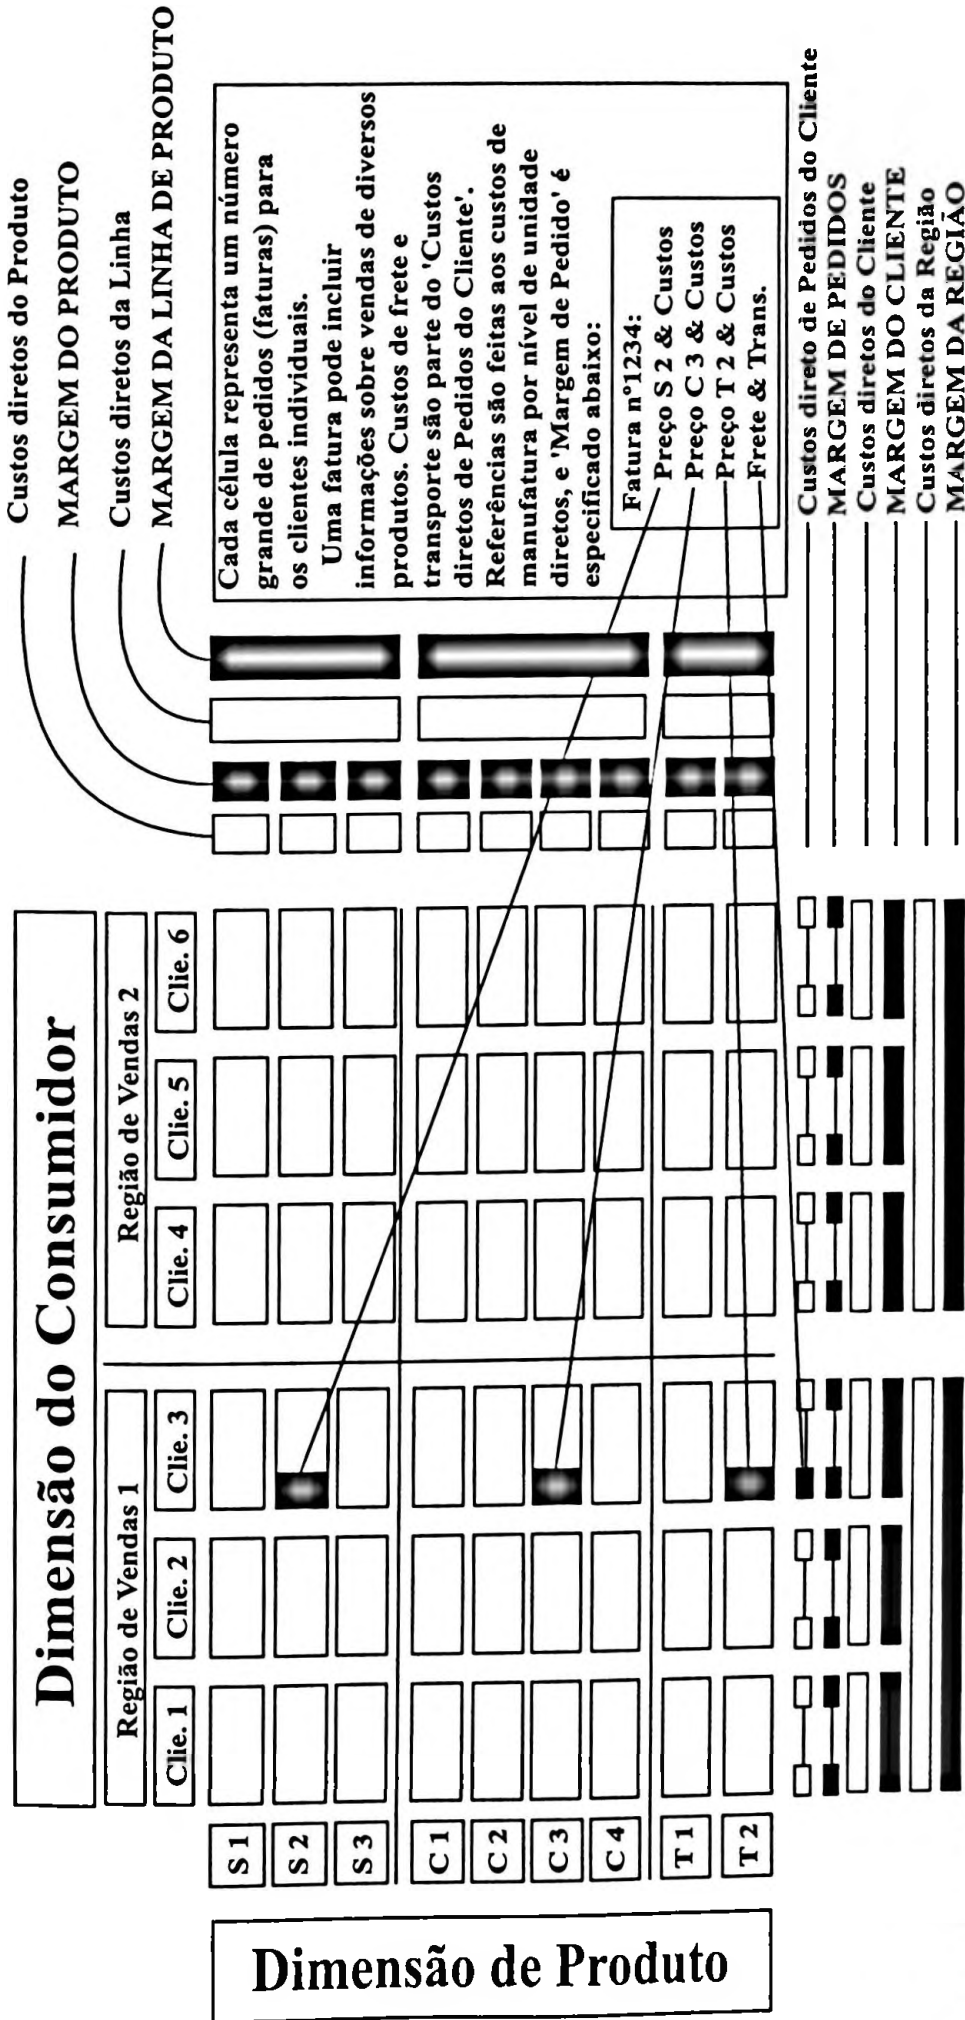 Dimensão do Consumidor
Região de Vendas 1
Região de Vendas 2
Clie. 1
Clie. 2
Clie. 3
Clie. 4
Clie. 5
Clie. 6
Custos diretos do Produto
MARGEM DO PRODUTO
Custos diretos da Linha
MARGEM DA LINHA DE PRODUTO
Dimensão de Produto
S 1
S 2
S 3
C 1
C 2
C 3
C 4
T 1
T 2
Cada célula representa um número
grande de pedidos (faturas) para
os clientes individuais.
Uma fatura pode incluir
informações sobre vendas de diversos
produtos. Custos de frete e
transporte são parte do 'Custos
diretos de Pedidos do Cliente'.
Referências são feitas aos custos de
manufatura por nível de unidade
diretos, e 'Margem de Pedido' é
especificado abaixo:
Fatura nº1234:
Preço S 2 & Custos
Preço C 3 & Custos
Preço T 2 & Custos
Frete & Trans.
Custos direto de Pedidos do Cliente
MARGEM DE PEDIDOS
Custos diretos do Cliente
MARGEM DO CLIENTE
Custos diretos da Região
MARGEM DA REGIÃO